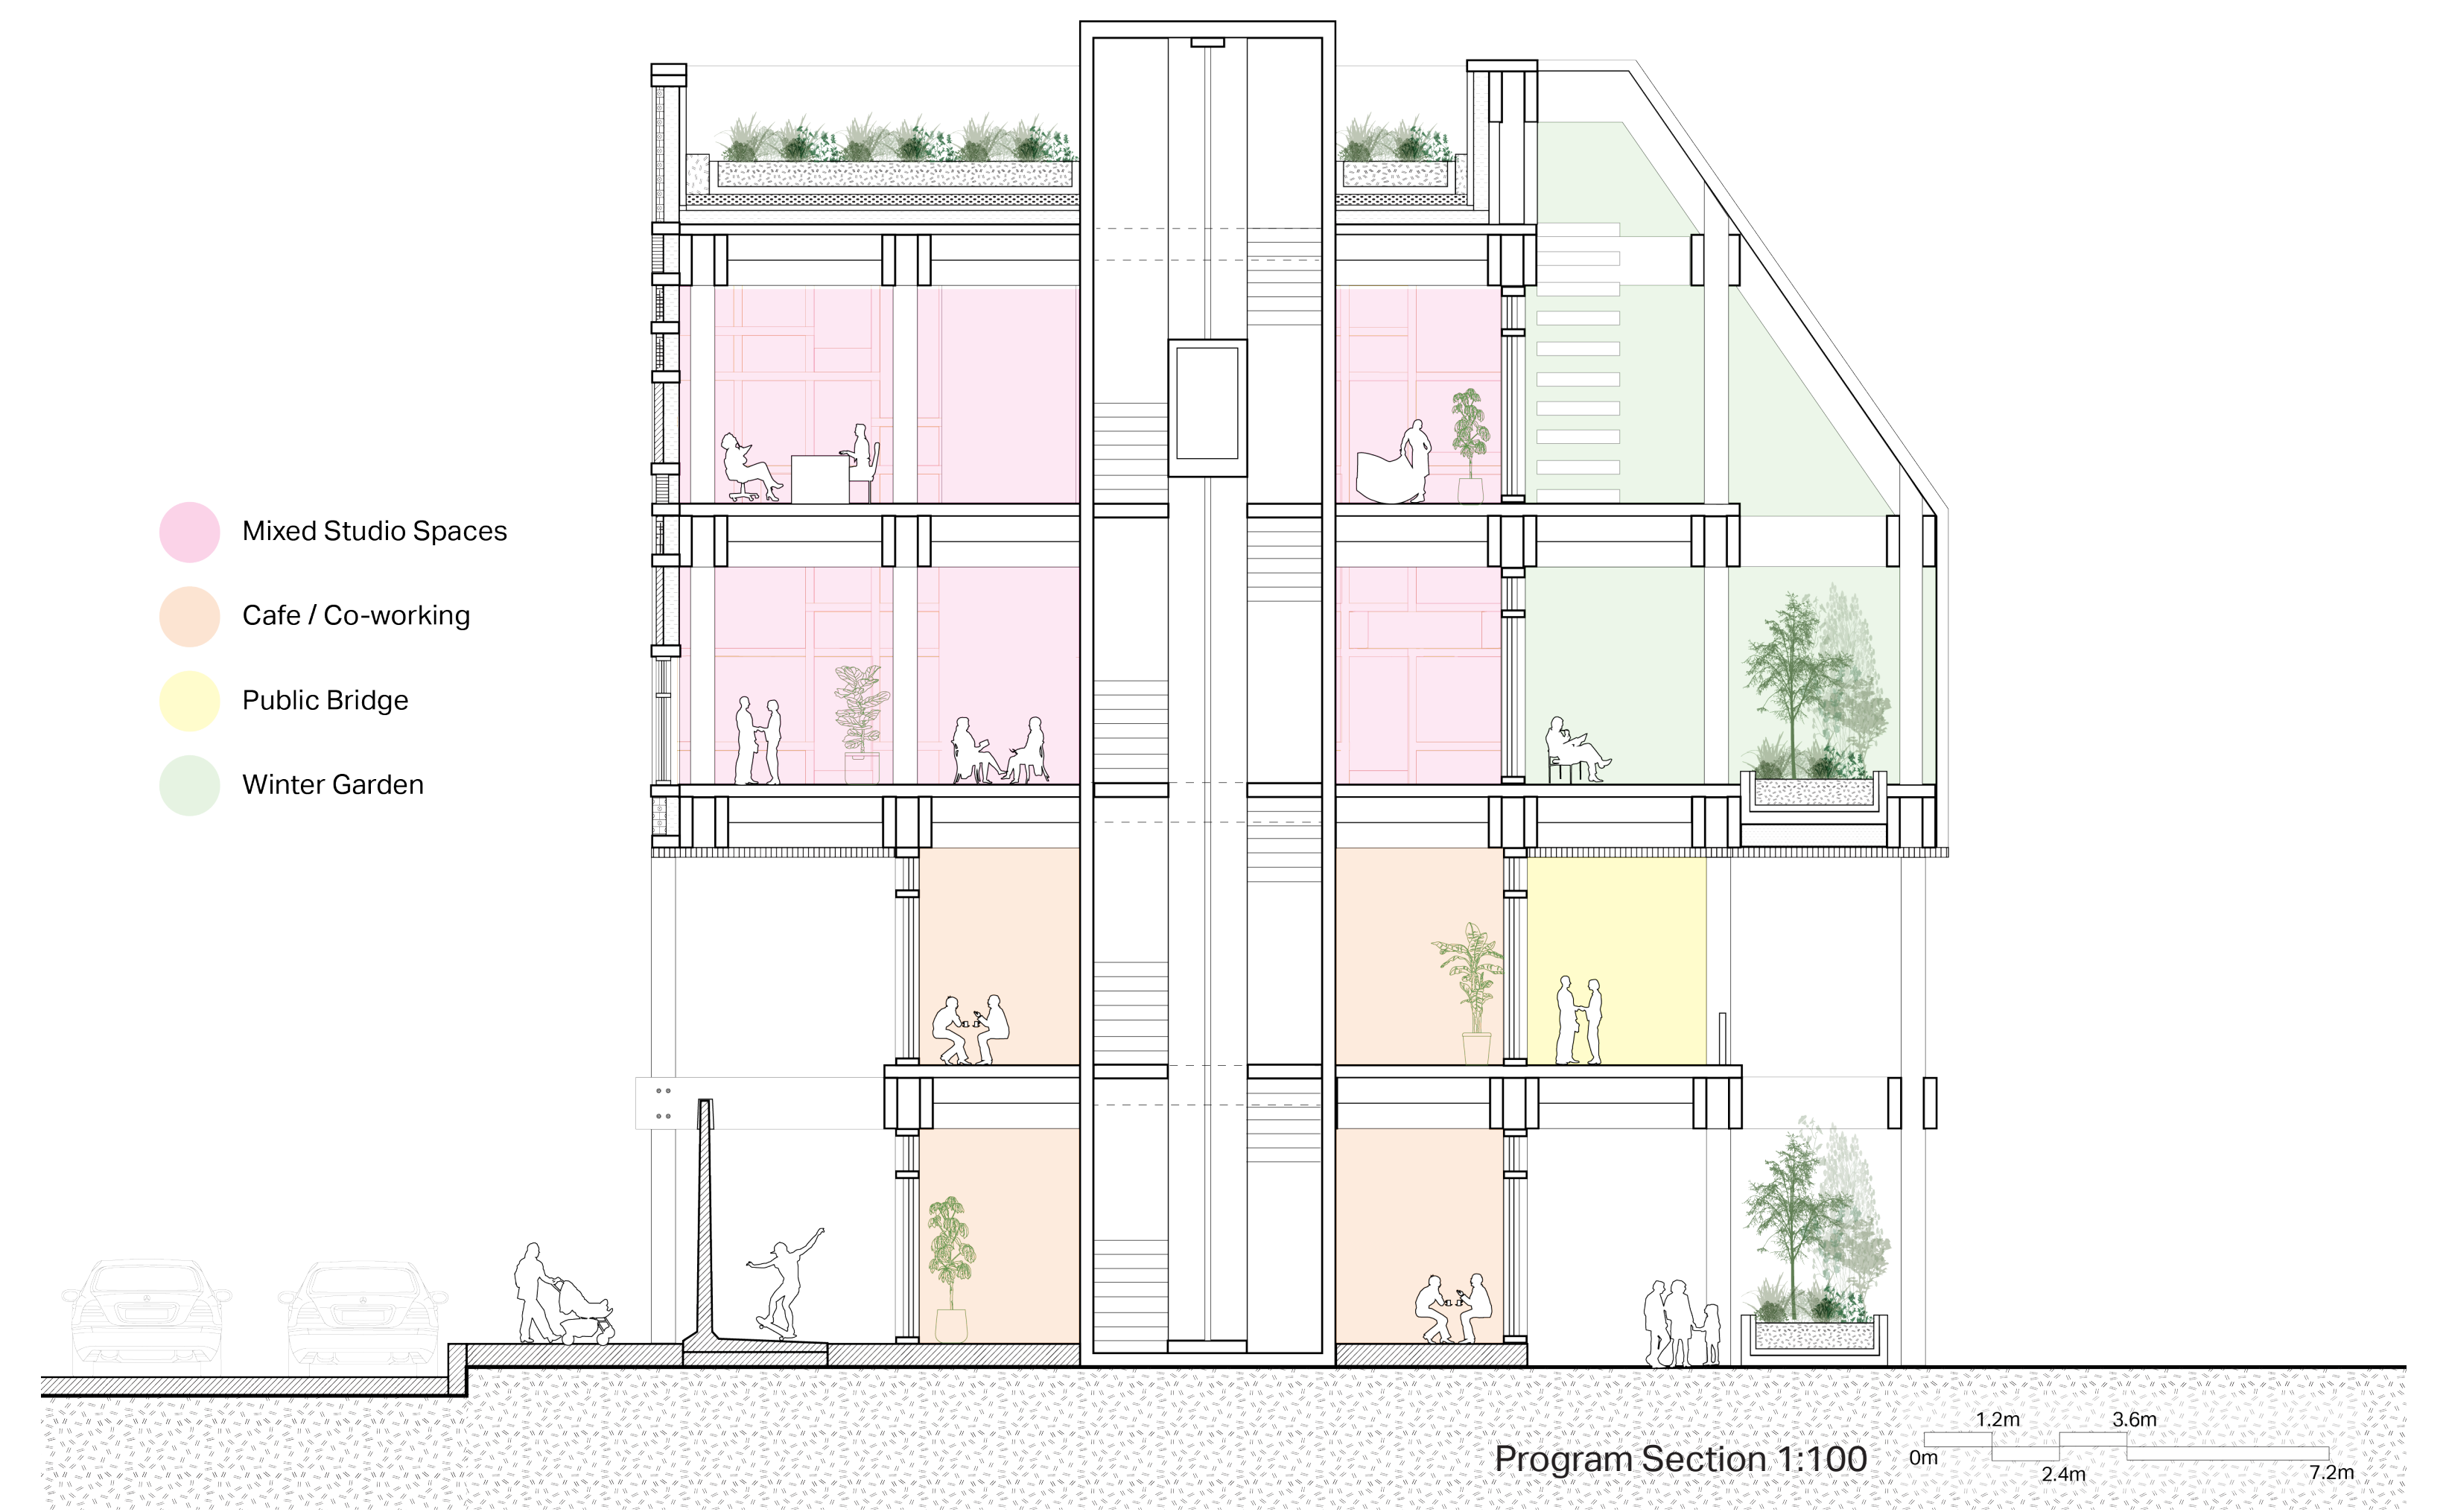 Mixed Studio Spaces
Cafe / Co-working
Public Bridge
Winter Garden
Program Section 1:100
0m
1.2m
2.4m
3.6m
7.2m